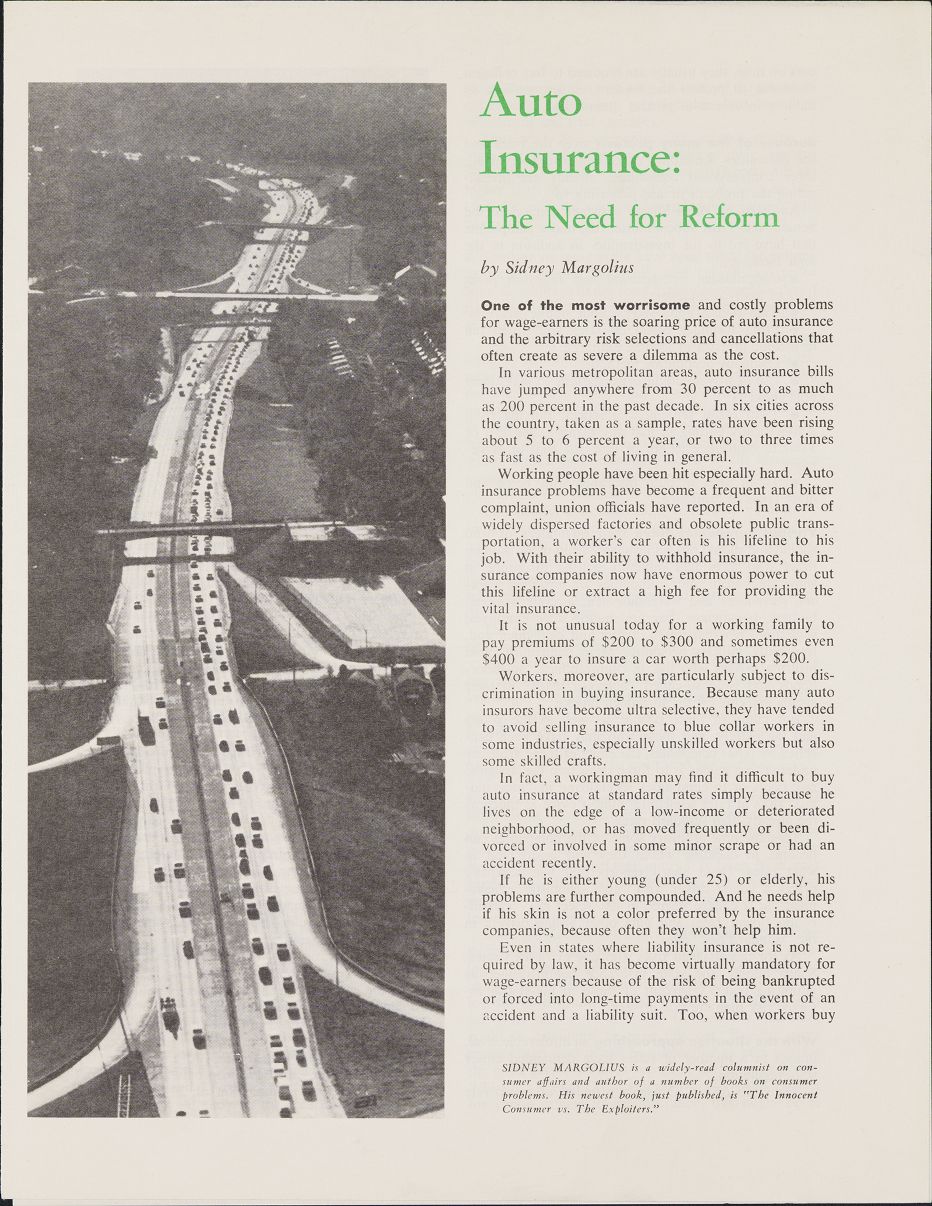 Auto
Insurance:
The Need for Reform
by Sidney Margolius
One of the most worrisome and costly problems
for wage-earners is the soaring price of auto insurance
and the arbitrary risk selections and cancellations that
often create as severe a dilemma as the cost.
In various metropolitan areas, auto insurance bills
have jumped anywhere from 30 percent to as much
as 200 percent in the past decade. In six cities across
the country, taken as a sample, rates have been rising
about 5 to 6 percent a year, or two to three times
as fast as the cost of living in general.
Working people have been hit especially hard. Auto
insurance problems have become a frequent and bitter
complaint, union officials have reported. In an era of
widely dispersed factories and obsolete public trans-
portation, a worker's car often is his lifeline to his
job. With their ability to withhold insurance, the in-
surance companies now have enormous power to cut
this lifeline or extract a high fee for providing the
vital insurance.
It is not unusual today for a working family to
pay premiums of $200 to $300 and sometimes even
$400 a year to insure a car worth perhaps $200.
Workers, moreover, are particularly subject to dis-
crimination in buying insurance. Because many auto
insurors have become ultra selective, they have tended
to avoid selling insurance to blue collar workers in
some industries, especially unskilled workers but also
some skilled crafts.
In fact, a workingman may find it difficult to buy
auto insurance at standard rates simply because he
lives on the edge of a low-income or deteriorated
neighborhood, or has moved frequently or been di-
vorced or involved in some minor scrape or had an
accident recently.
If he is either young (under 25) or elderly, his
problems are further compounded. And he needs help
if his skin is not a color preferred by the insurance
companies, because often they won't help him.
Even in states where liability insurance is not re-
quired by law, it has become virtually mandatory for
wage-earners because of the risk of being bankrupted
or forced into long-time payments in the event of an
accident and a liability suit. Too, when workers buy
SIDNEY MARGOLIUS is a widely-read columnist on con-
sumer affairs and author of a number of books on consumer
problems. His newest book, just published, is "The Innocent
Consumer vs. The Exploiters."